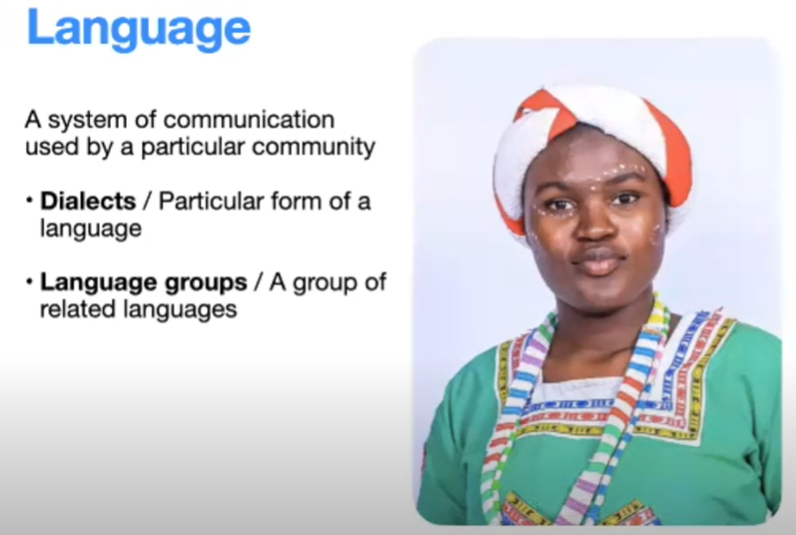 Language
A system of communication
used by a particular community
• Dialects / Particular form of a
language
• Language groups / A group of
related languages